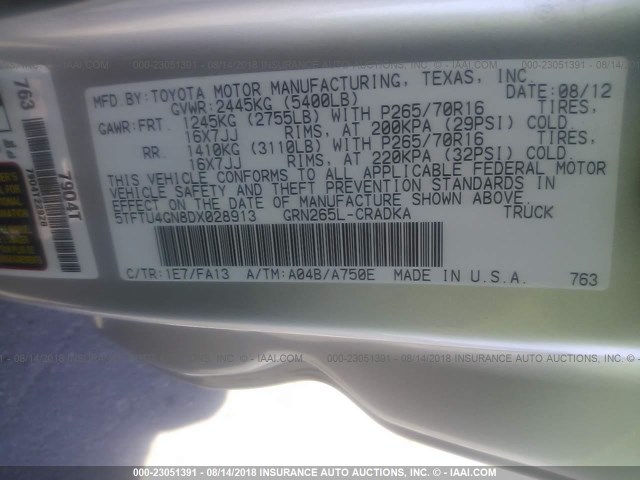 MFD.BY:TOYOTA MOTOR MANUFACTURING, TEXAS, INC. DATE: 08/12
GVWR: 2445KG (5400LB)
GAWR:FRT. 1245KG (2755LB) WITH P265/70R16 TIRES,
16X7JJ RIMS, AT 200KPA (29PSI) COLD.
RR. 1410KG (3110LB) WITH P265/70R16 TIRES,
16X7JJ RIMS, AT 220KPA (32PSI) COLD.
THIS VEHICLE CONFORMS TO ALL APPLICABLE FEDERAL MOTOR
VEHICLE SAFETY AND THEFT PREVENTION STANDARDS IN
EFFECT ON THE DATE OF MANUFACTURE SHOWN ABOVE.
5TFTU4GN8DX028913 GRN265L-CRADKA TRUCK
C/TR:1E7/FA13 A/TM:A04B/A750E MADE IN U.S.A. 763
763
7904T
7904T22928
000-23051391 - 08/14/2018 INSURANCE AUTO AUCTIONS - © - IAAI.COM